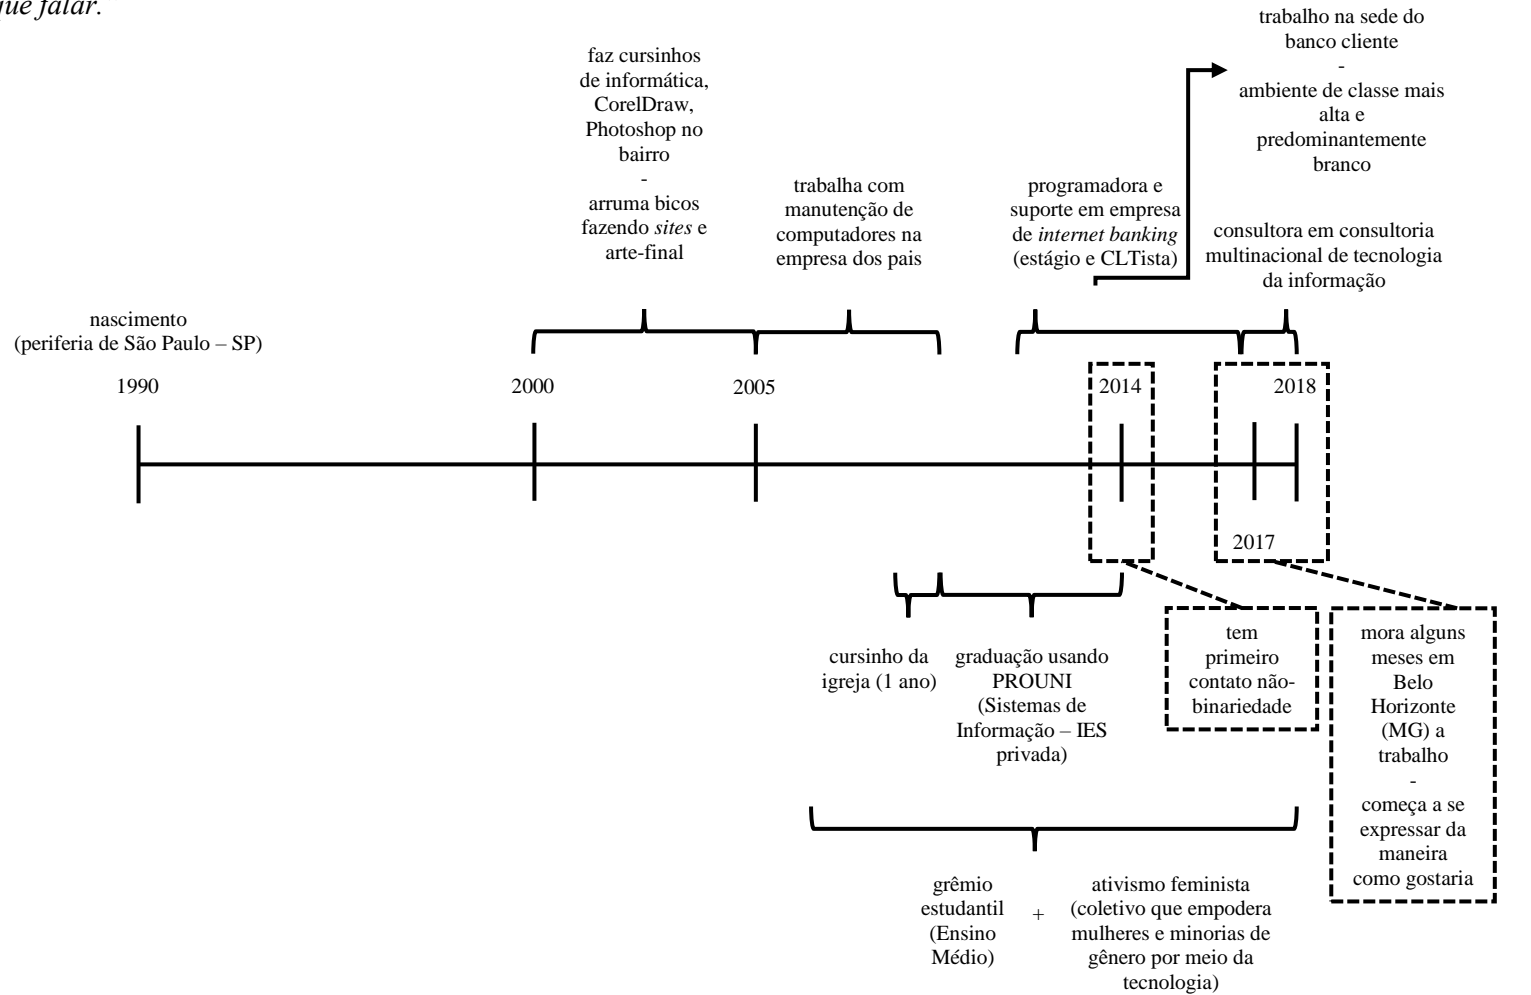 que falar.
trabalho na sede do
banco cliente
-
ambiente de classe mais
alta e
predominantemente
branco
faz cursinhos
de informática,
CorelDraw,
Photoshop no
bairro
-
arruma bicos
fazendo sites e
arte-final
trabalha com
manutenção de
computadores na
empresa dos pais
programadora e
suporte em empresa
de internet banking
(estágio e CLTista)
consultora em consultoria
multinacional de tecnologia
da informação
nascimento
(periferia de São Paulo – SP)
1990
2000
2005
2014
2018
2017
cursinho da
igreja (1 ano)
graduação usando
PROUNI
(Sistemas de
Informação – IES
privada)
tem
primeiro
contato não-
binariedade
mora alguns
meses em
Belo
Horizonte
(MG) a
trabalho
-
começa a se
expressar da
maneira
como gostaria
grêmio
estudantil
(Ensino
Médio)
+
ativismo feminista
(coletivo que empodera
mulheres e minorias de
gênero por meio da
tecnologia)